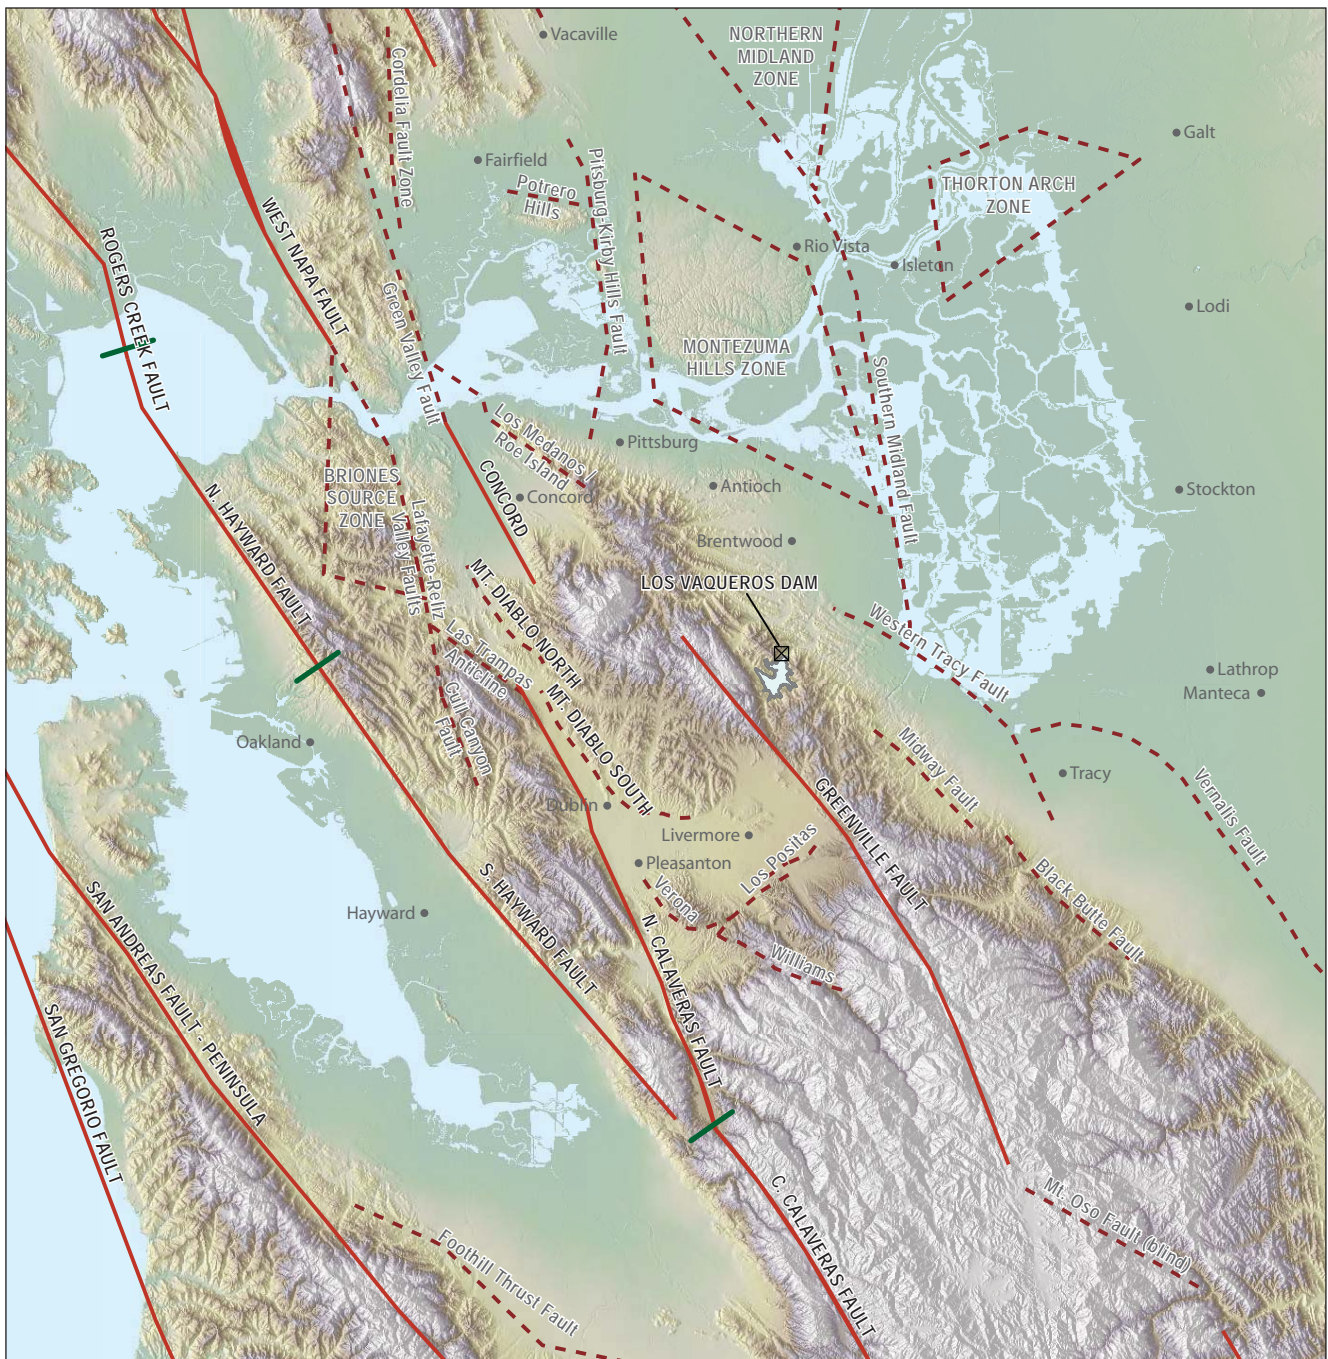 Vacaville
NORTHERN
MIDLAND
ZONE
Cordelia Fault Zone
Galt
Fairfield
Pitsburg-Kirby Hills Fault
Potrero
Hills
THORTON ARCH
ZONE
WEST NAPA FAULT
ROGERS CREEK FAULT
Rio Vista
Isleton
Green Valley Fault
Lodi
MONTEZUMA
HILLS ZONE
Southern Midland Fault
Los Medanos /
Roe Island
Pittsburg
CONCORD
Concord
Antioch
Stockton
BRIONES
SOURCE
ZONE
N. HAYWARD FAULT
Lafayette-Reliz
Valley Faults
Brentwood
LOS VAQUEROS DAM
MT. DIABLO NORTH
Western Tracy Fault
Las Trampas
Anticline
Lathrop
Manteca
Cull Canyon
Fault
MT. DIABLO SOUTH
Oakland
Midway Fault
Tracy
Vernalis Fault
Dublin
GREENVILLE FAULT
Livermore
Los Positas
Pleasanton
Verona
Black Butte Fault
S. HAYWARD FAULT
Hayward
SAN ANDREAS FAULT - PENINSULA
N. CALAVERAS FAULT
Williams
SAN GREGORIO FAULT
C. CALAVERAS FAULT
Mt. Oso Fault (blind)
Foothill Thrust Fault